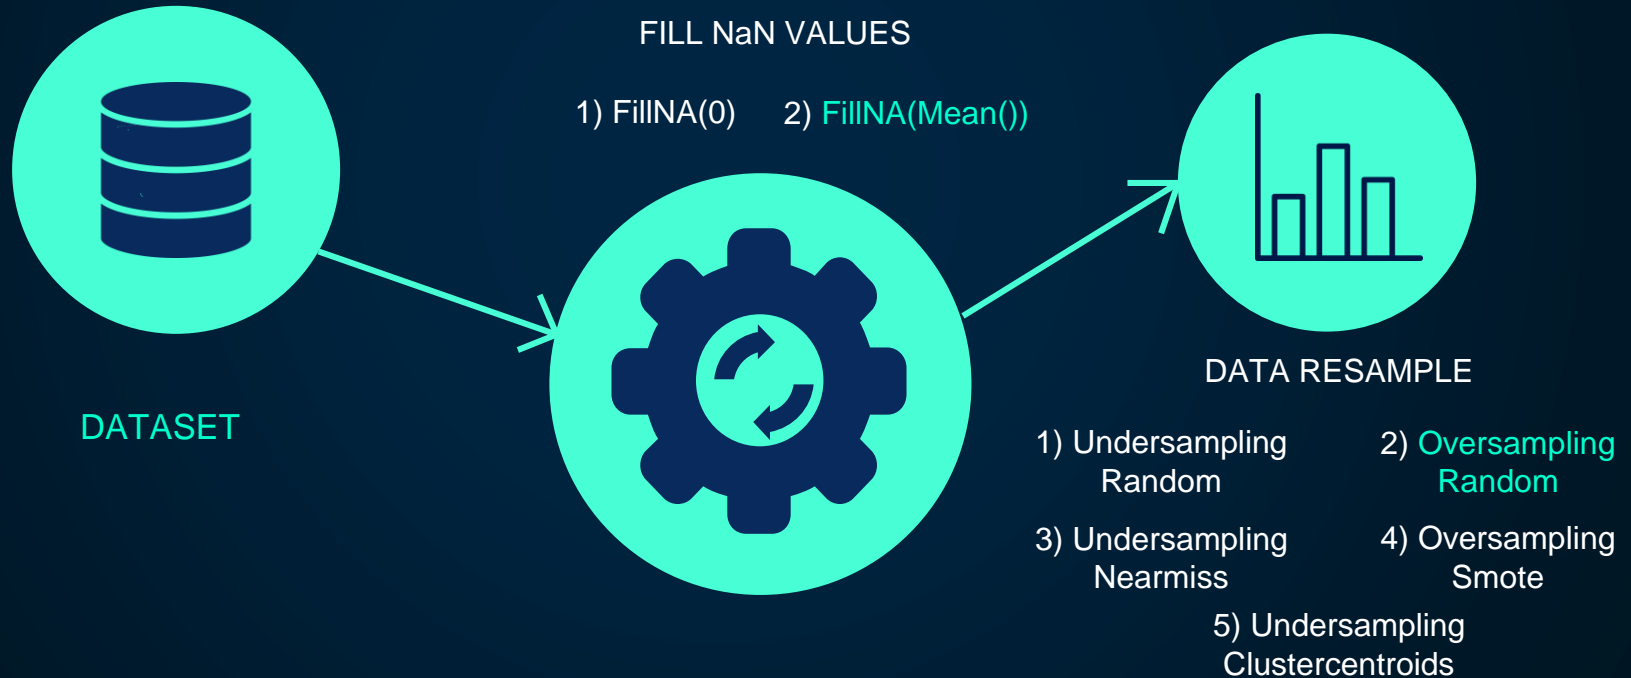 FILL NaN VALUES
1) FillNA(0)
2) FillNA(Mean())
DATASET
DATA RESAMPLE
1) Undersampling
Random
2) Oversampling
Random
3) Undersampling
Nearmiss
4) Oversampling
Smote
5) Undersampling
Clustercentroids